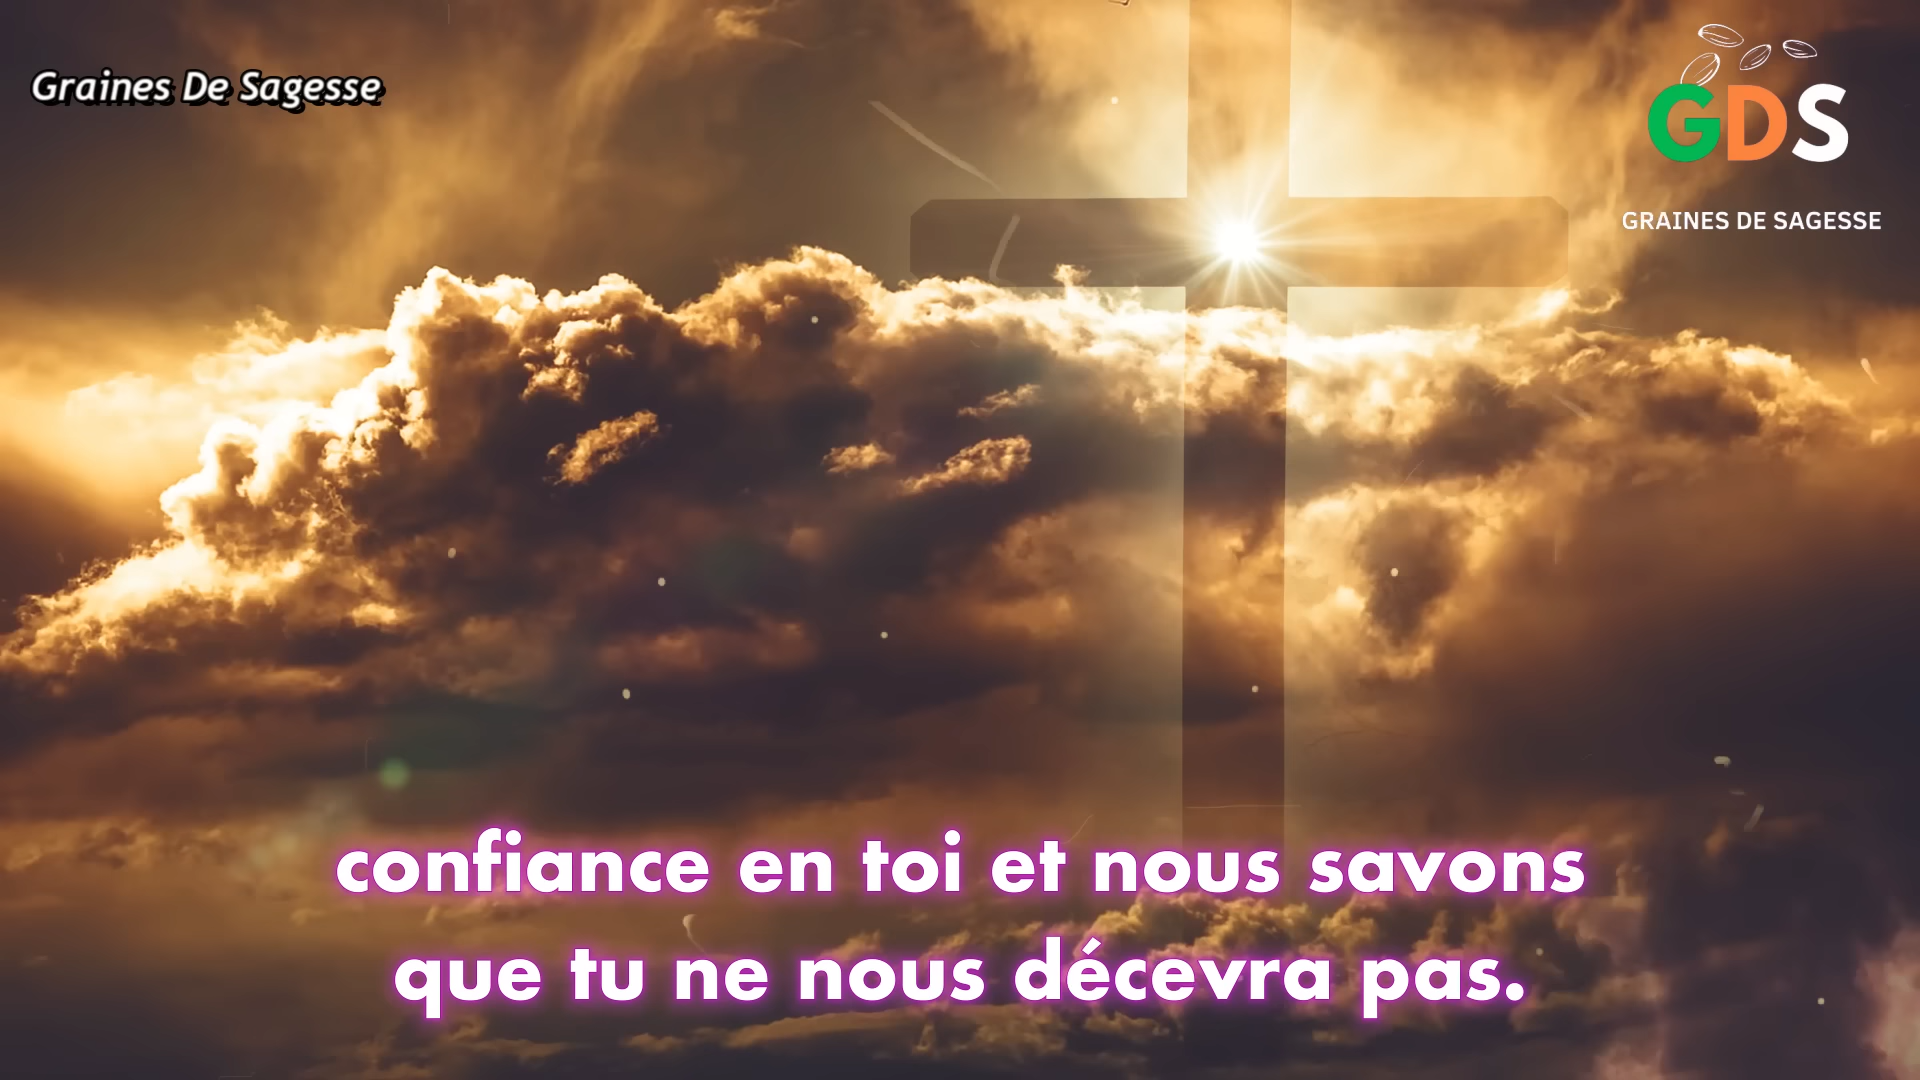 Graines De Sagesse
GDS
GRAINES DE SAGESSE
confiance en toi et nous savons
que tu ne nous décevra pas.